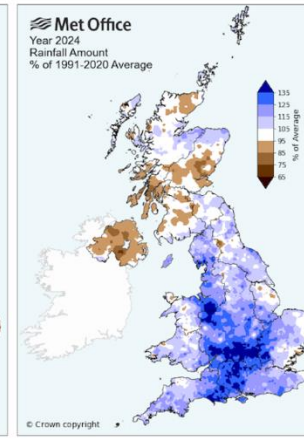 Met Office
Year 2024
Rainfall Amount
% of 1991-2020 Average
135
125
115
105
95
85
75
65
% of Average
© Crown copyright